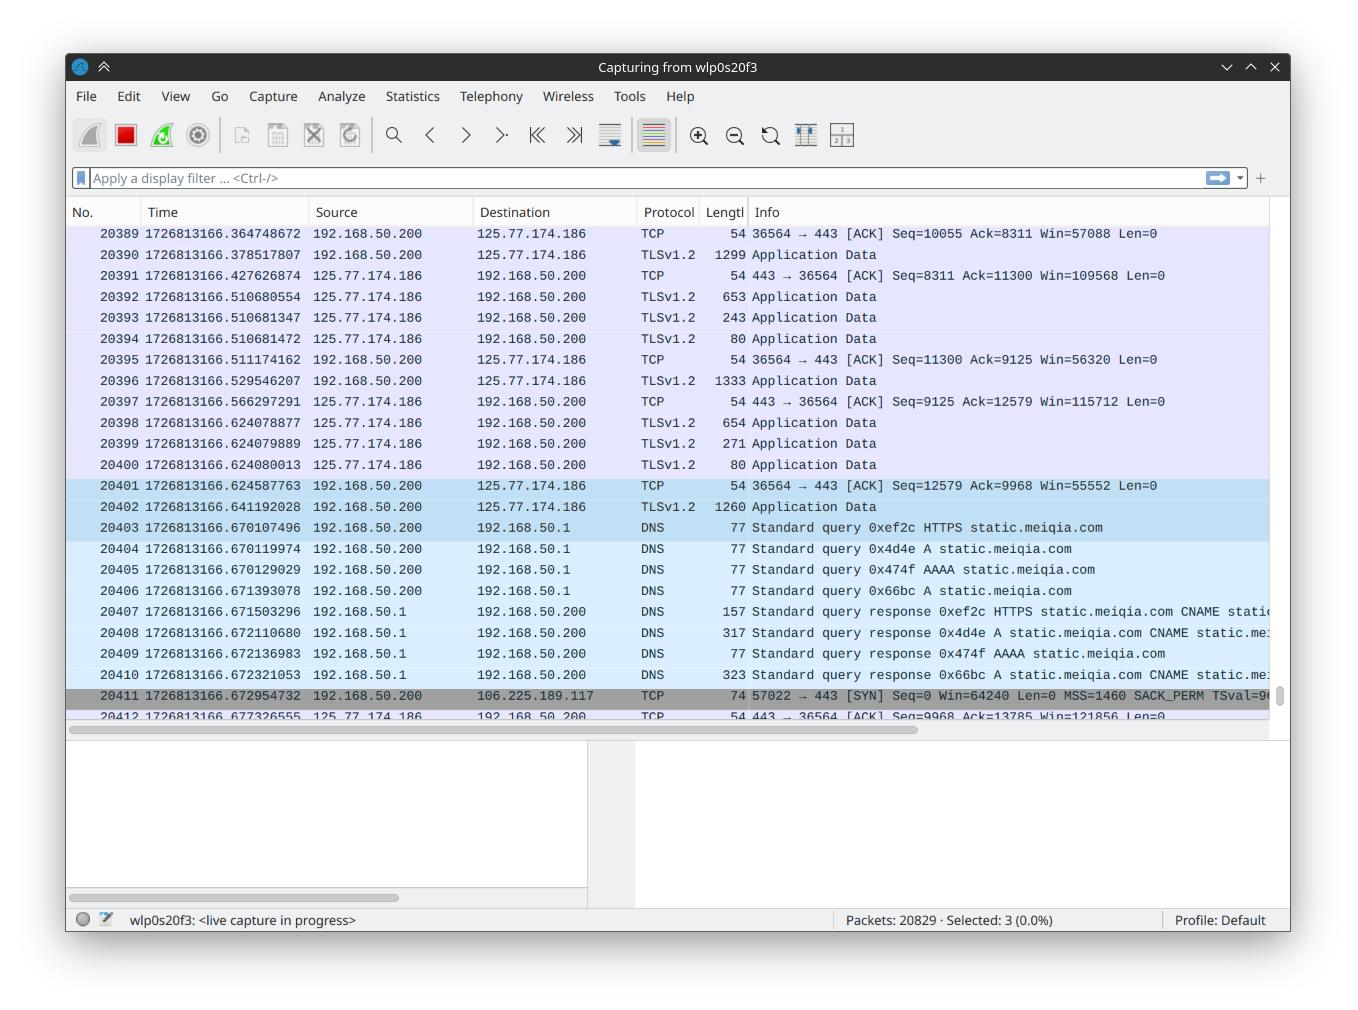 Capturing from wlp0s20f3
File Edit View Go Capture Analyze Statistics Telephony Wireless Tools Help
Apply a display filter ... <Ctrl-/>
No. Time Source Destination Protocol Lengtl Info
20389 1726813166.364748672 192.168.50.200 125.77.174.186 TCP 54 36564 → 443 [ACK] Seq=10055 Ack=8311 Win=57088 Len=0
20390 1726813166.378517807 192.168.50.200 125.77.174.186 TLSv1.2 1299 Application Data
20391 1726813166.427626874 125.77.174.186 192.168.50.200 TCP 54 443 → 36564 [ACK] Seq=8311 Ack=11300 Win=109568 Len=0
20392 1726813166.510680554 125.77.174.186 192.168.50.200 TLSv1.2 653 Application Data
20393 1726813166.510681347 125.77.174.186 192.168.50.200 TLSv1.2 243 Application Data
20394 1726813166.510681472 125.77.174.186 192.168.50.200 TLSv1.2 80 Application Data
20395 1726813166.511174162 192.168.50.200 125.77.174.186 TCP 54 36564 → 443 [ACK] Seq=11300 Ack=9125 Win=56320 Len=0
20396 1726813166.529546207 192.168.50.200 125.77.174.186 TLSv1.2 1333 Application Data
20397 1726813166.566297291 125.77.174.186 192.168.50.200 TCP 54 443 → 36564 [ACK] Seq=9125 Ack=12579 Win=115712 Len=0
20398 1726813166.624078877 125.77.174.186 192.168.50.200 TLSv1.2 654 Application Data
20399 1726813166.624079889 125.77.174.186 192.168.50.200 TLSv1.2 271 Application Data
20400 1726813166.624080013 125.77.174.186 192.168.50.200 TLSv1.2 80 Application Data
20401 1726813166.624587763 192.168.50.200 125.77.174.186 TCP 54 36564 → 443 [ACK] Seq=12579 Ack=9968 Win=55552 Len=0
20402 1726813166.641192028 192.168.50.200 125.77.174.186 TLSv1.2 1260 Application Data
20403 1726813166.670107496 192.168.50.200 192.168.50.1 DNS 77 Standard query 0xef2c HTTPS static.meiqia.com
20404 1726813166.670119974 192.168.50.200 192.168.50.1 DNS 77 Standard query 0x4d4e A static.meiqia.com
20405 1726813166.670129029 192.168.50.200 192.168.50.1 DNS 77 Standard query 0x474f AAAA static.meiqia.com
20406 1726813166.671393078 192.168.50.200 192.168.50.1 DNS 77 Standard query 0x66bc A static.meiqia.com
20407 1726813166.671503296 192.168.50.1 192.168.50.200 DNS 157 Standard query response 0xef2c HTTPS static.meiqia.com CNAME static
20408 1726813166.672110680 192.168.50.1 192.168.50.200 DNS 317 Standard query response 0x4d4e A static.meiqia.com CNAME static.mei
20409 1726813166.672136983 192.168.50.1 192.168.50.200 DNS 77 Standard query response 0x474f AAAA static.meiqia.com
20410 1726813166.672321053 192.168.50.1 192.168.50.200 DNS 323 Standard query response 0x66bc A static.meiqia.com CNAME static.mei
20411 1726813166.672954732 192.168.50.200 106.225.189.117 TCP 74 57022 → 443 [SYN] Seq=0 Win=64240 Len=0 MSS=1460 SACK_PERM TSval=96
20412 1726813166.677326555 125.77.174.186 192.168.50.200 TCP 54 443 → 36564 [ACK] Seq=9968 Ack=13785 Win=121856 Len=0
wlp0s20f3: <live capture in progress> Packets: 20829 · Selected: 3 (0.0%) Profile: Default